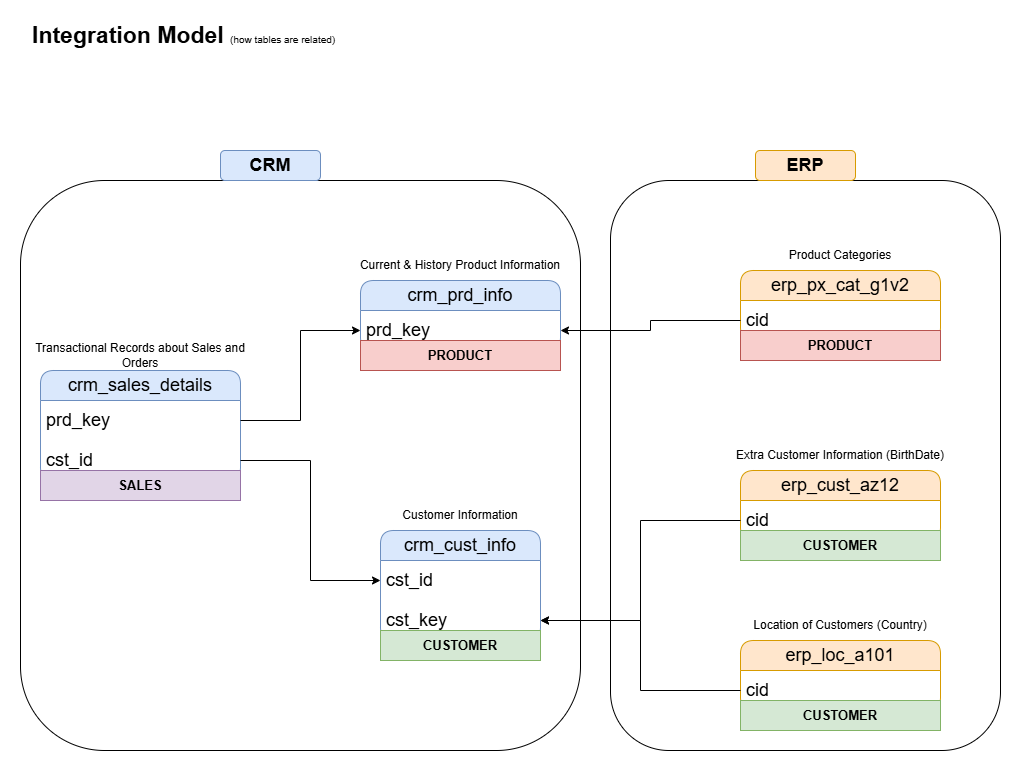 Integration Model (how tables are related)
CRM
ERP
Current & History Product Information
crm_prd_info
prd_key
PRODUCT
Transactional Records about Sales and
Orders
crm_sales_details
prd_key
cst_id
SALES
Customer Information
crm_cust_info
cst_id
cst_key
CUSTOMER
Product Categories
erp_px_cat_g1v2
cid
PRODUCT
Extra Customer Information (BirthDate)
erp_cust_az12
cid
CUSTOMER
Location of Customers (Country)
erp_loc_a101
cid
CUSTOMER